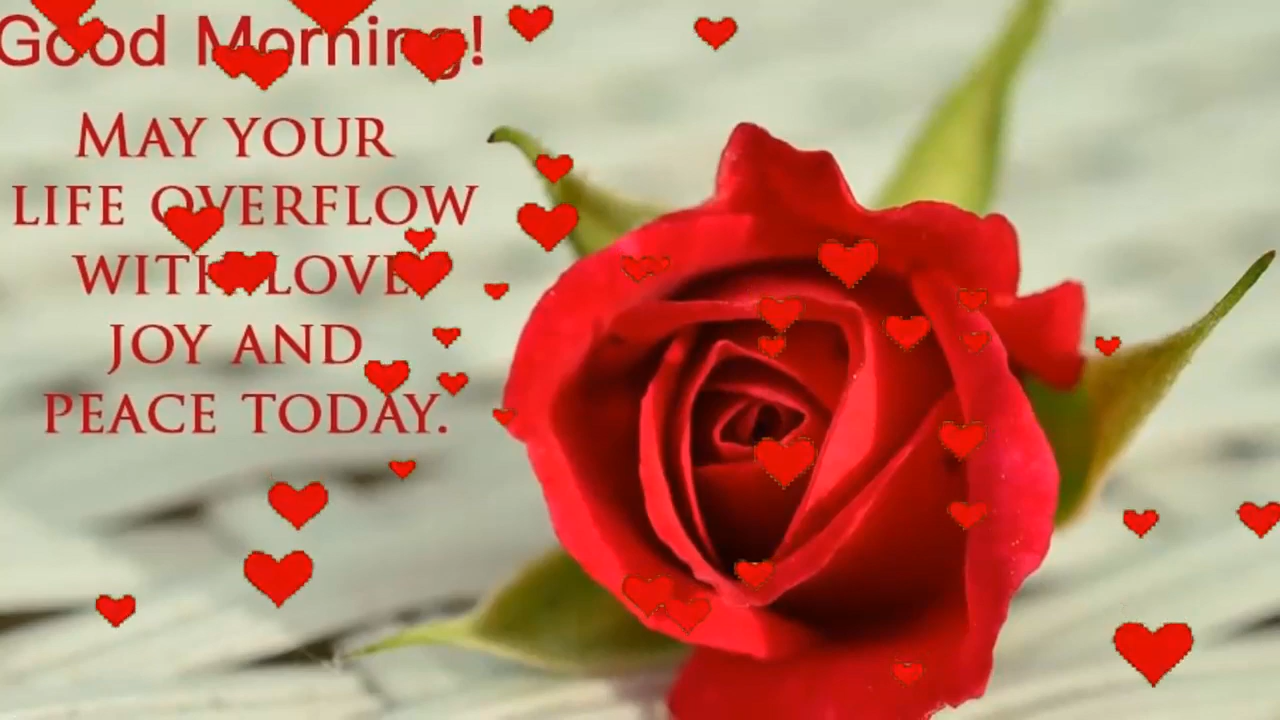 Good Morning!
MAY YOUR
LIFE OVERFLOW
WITH LOVE
JOY AND
PEACE TODAY.